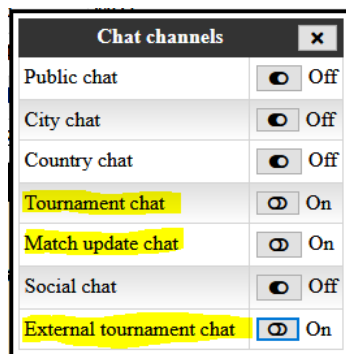 Chat channels
Public chat Off
City chat Off
Country chat Off
Tournament chat On
Match update chat On
Social chat Off
External tournament chat On